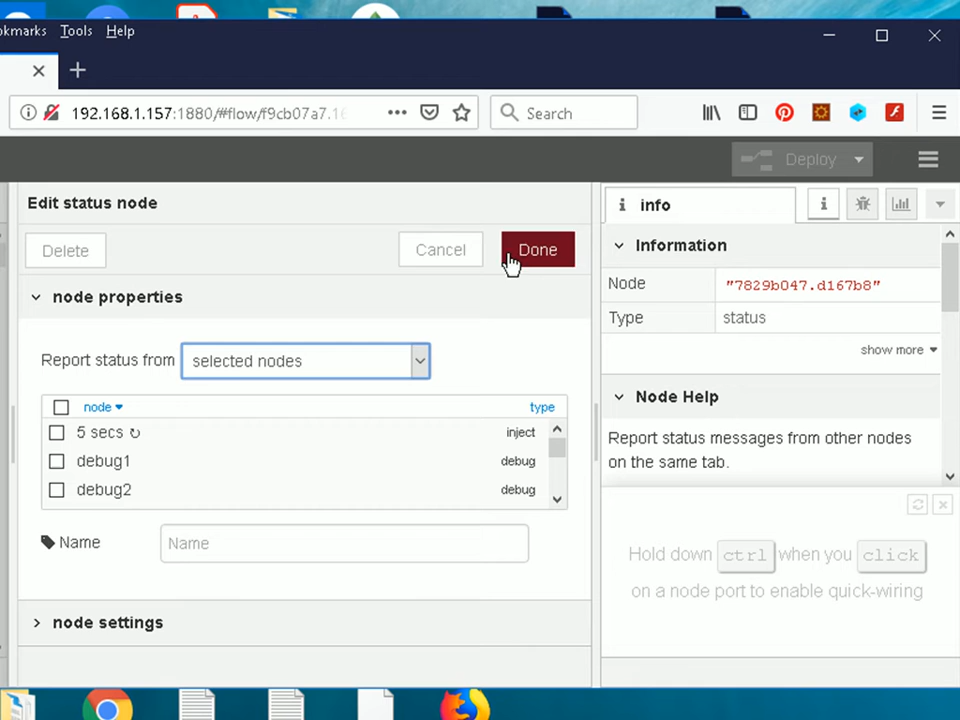 okmarks Tools Help
192.168.1.157:1880/#flow/f9cb07a7.16
Search
Deploy
Edit status node
info
Delete
Cancel
Done
Information
node properties
Node
"7829b047.d167b8"
Type
status
Report status from
selected nodes
show more
node
type
Node Help
5 secs ↻
inject
debug1
debug
Report status messages from other nodes
on the same tab.
debug2
debug
Name
Name
Hold down ctrl when you click
on a node port to enable quick-wiring
node settings